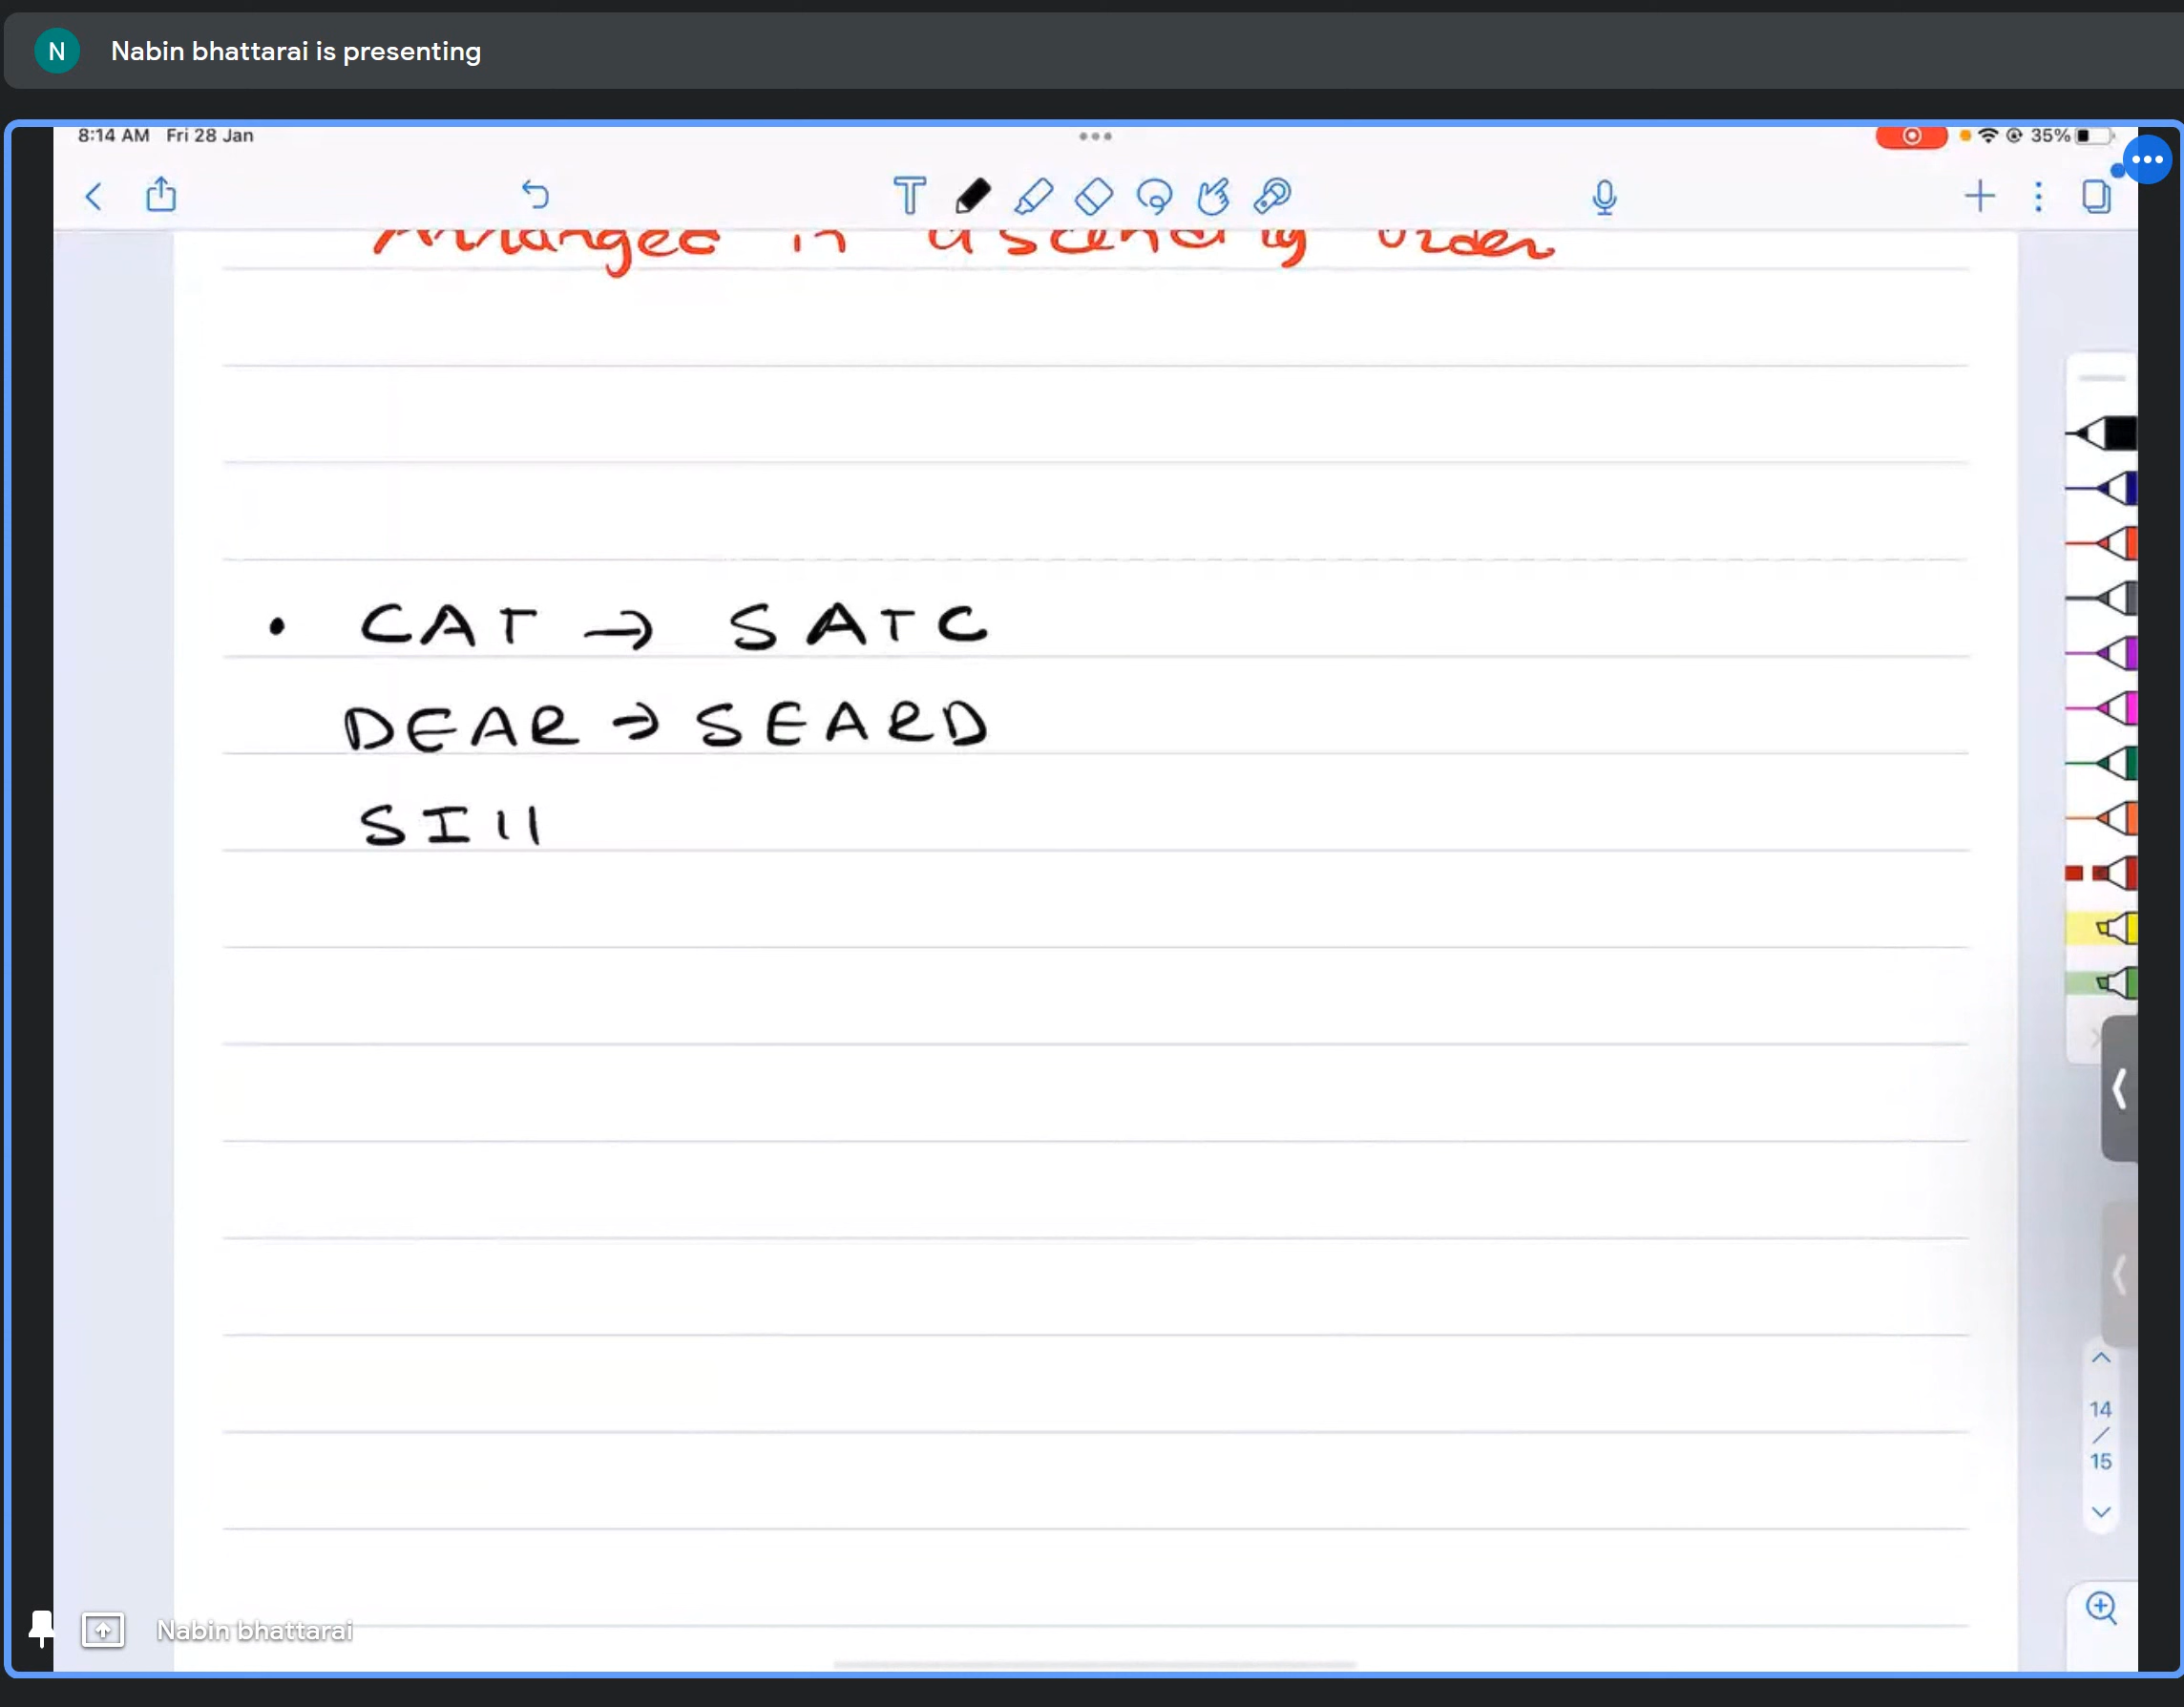 N Nabin bhattarai is presenting
8:14 AM Fri 28 Jan
35%
T
Arranged in ascending order
• CAT → SATC
DEAR → SEARD
SIll
14
/
15
Nabin bhattarai